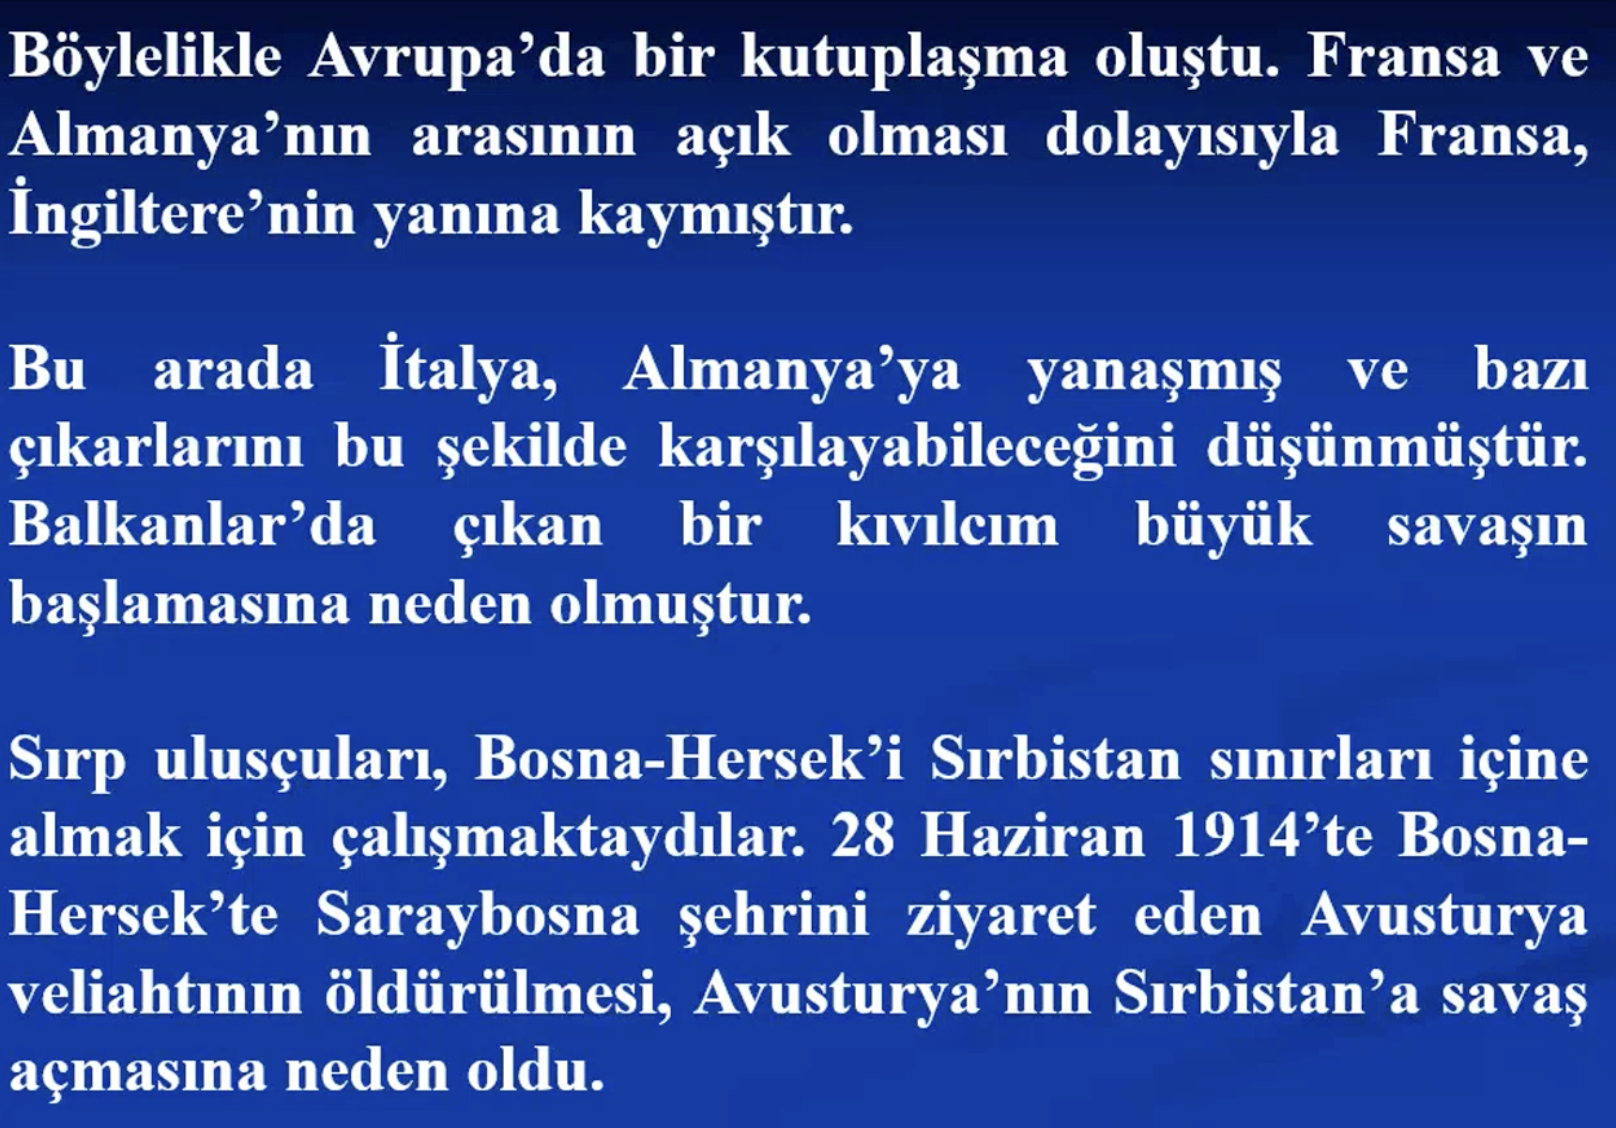 Böylelikle Avrupa’da bir kutuplaşma oluştu. Fransa ve
Almanya’nın arasının açık olması dolayısıyla Fransa,
İngiltere’nin yanına kaymıştır.
Bu arada İtalya, Almanya’ya yanaşmış ve bazı
çıkarlarını bu şekilde karşılayabileceğini düşünmüştür.
Balkanlar’da çıkan bir kıvılcım büyük savaşın
başlamasına neden olmuştur.
Sırp ulusçuları, Bosna-Hersek’i Sırbistan sınırları içine
almak için çalışmaktaydılar. 28 Haziran 1914’te Bosna-
Hersek’te Saraybosna şehrini ziyaret eden Avusturya
veliahtının öldürülmesi, Avusturya’nın Sırbistan’a savaş
açmasına neden oldu.